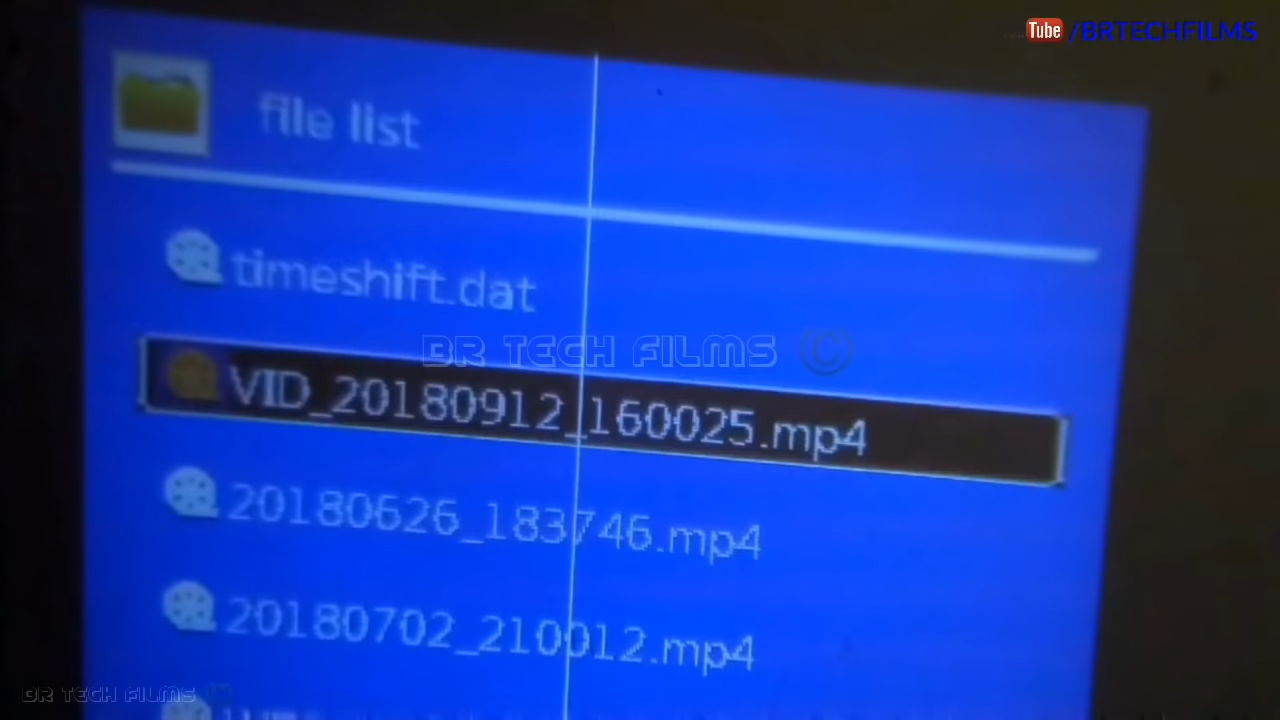 Tube /BRTECHFILMS
file list
timeshift.dat
BR TECH FILMS ©
VID_20180912_160025.mp4
20180626_183746.mp4
20180702_210012.mp4
BR TECH FILMS